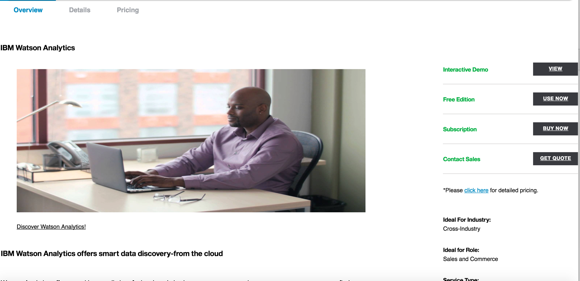 Overview
Details
Pricing
IBM Watson Analytics
Discover Watson Analytics!
IBM Watson Analytics offers smart data discovery-from the cloud
Interactive Demo
VIEW
Free Edition
USE NOW
Subscription
BUY NOW
Contact Sales
GET QUOTE
*Please click here for detailed pricing.
Ideal For Industry:
Cross-Industry
Ideal for Role:
Sales and Commerce
Service Type: